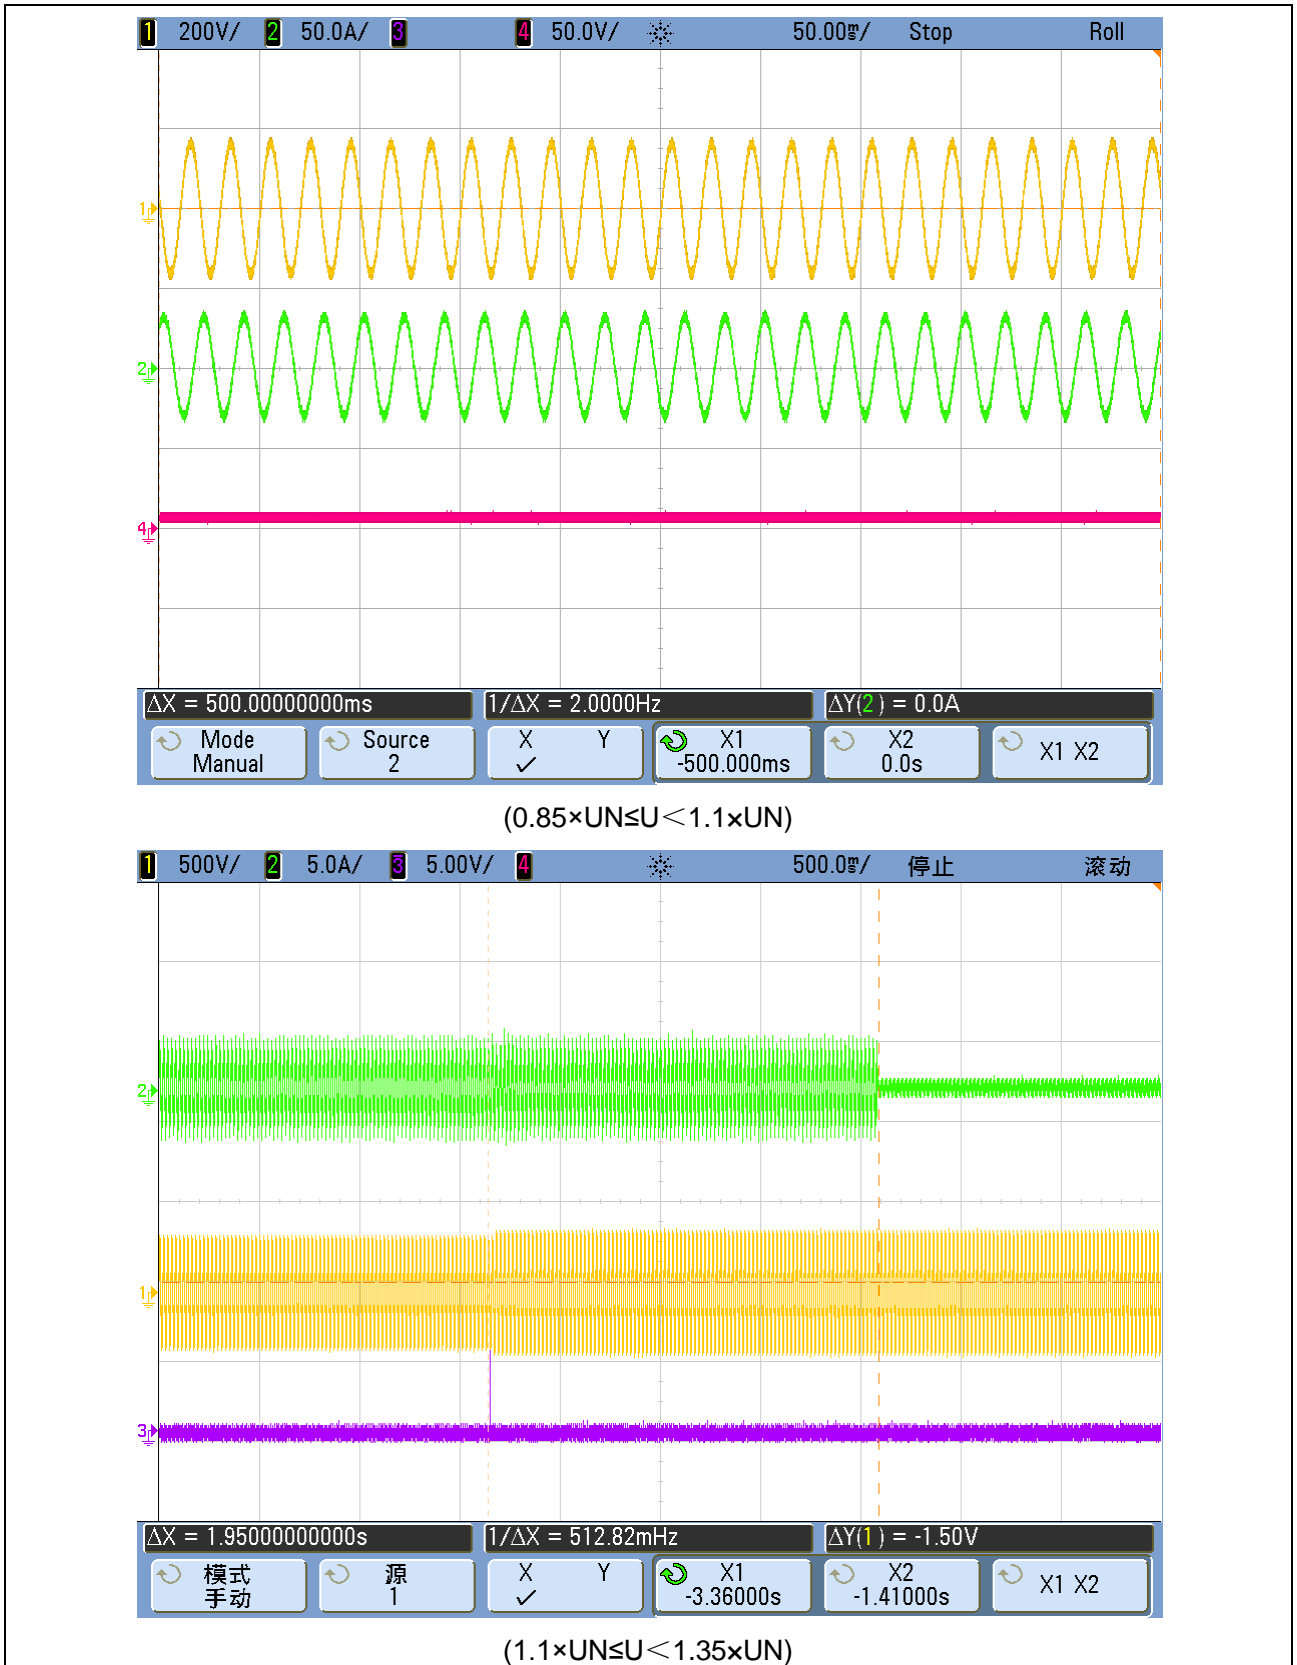 1 200V/ 2 50.0A/ 3 4 50.0V/ 50.00ms/ Stop Roll
1
2
4
ΔX = 500.00000000ms 1/ΔX = 2.0000Hz ΔY(2) = 0.0A
Mode Source X Y X1 X2 X1 X2
Manual 2 ✓ -500.000ms 0.0s
(0.85×UN≤U<1.1×UN)
1 500V/ 2 5.0A/ 3 5.00V/ 4 500.0ms/ 停止 滚动
2
1
3
ΔX = 1.95000000000s 1/ΔX = 512.82mHz ΔY(1) = -1.50V
模式 源 X Y X1 X2 X1 X2
手动 1 ✓ -3.36000s -1.41000s
(1.1×UN≤U<1.35×UN)